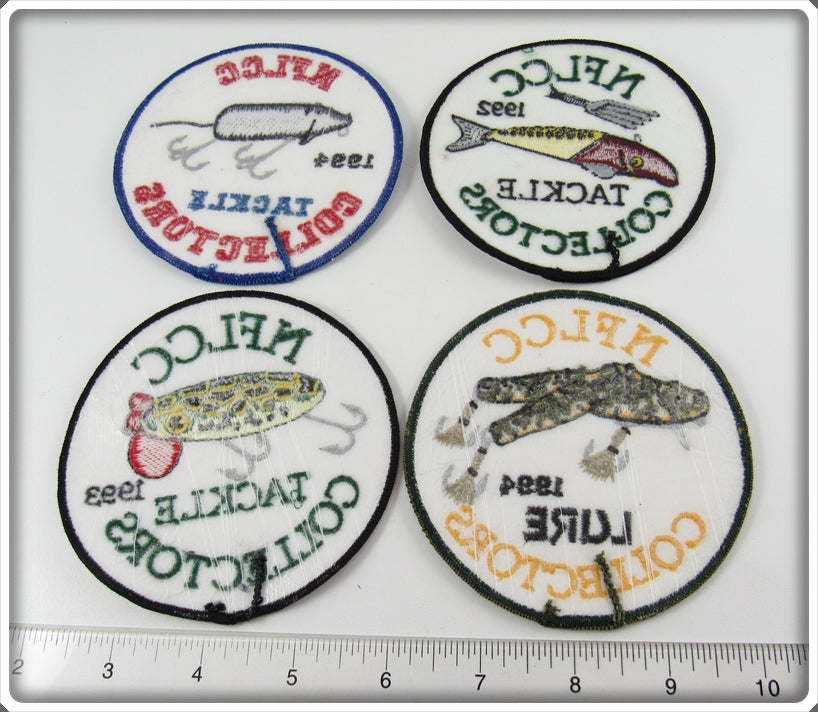 NFLCC
1994
TACKLE
COLLECTORS
NFLCC
1992
TACKLE
COLLECTORS
NFLCC
1993
TACKLE
COLLECTORS
NFLCC
1994
LURE
COLLECTORS
2 3 4 5 6 7 8 9 10